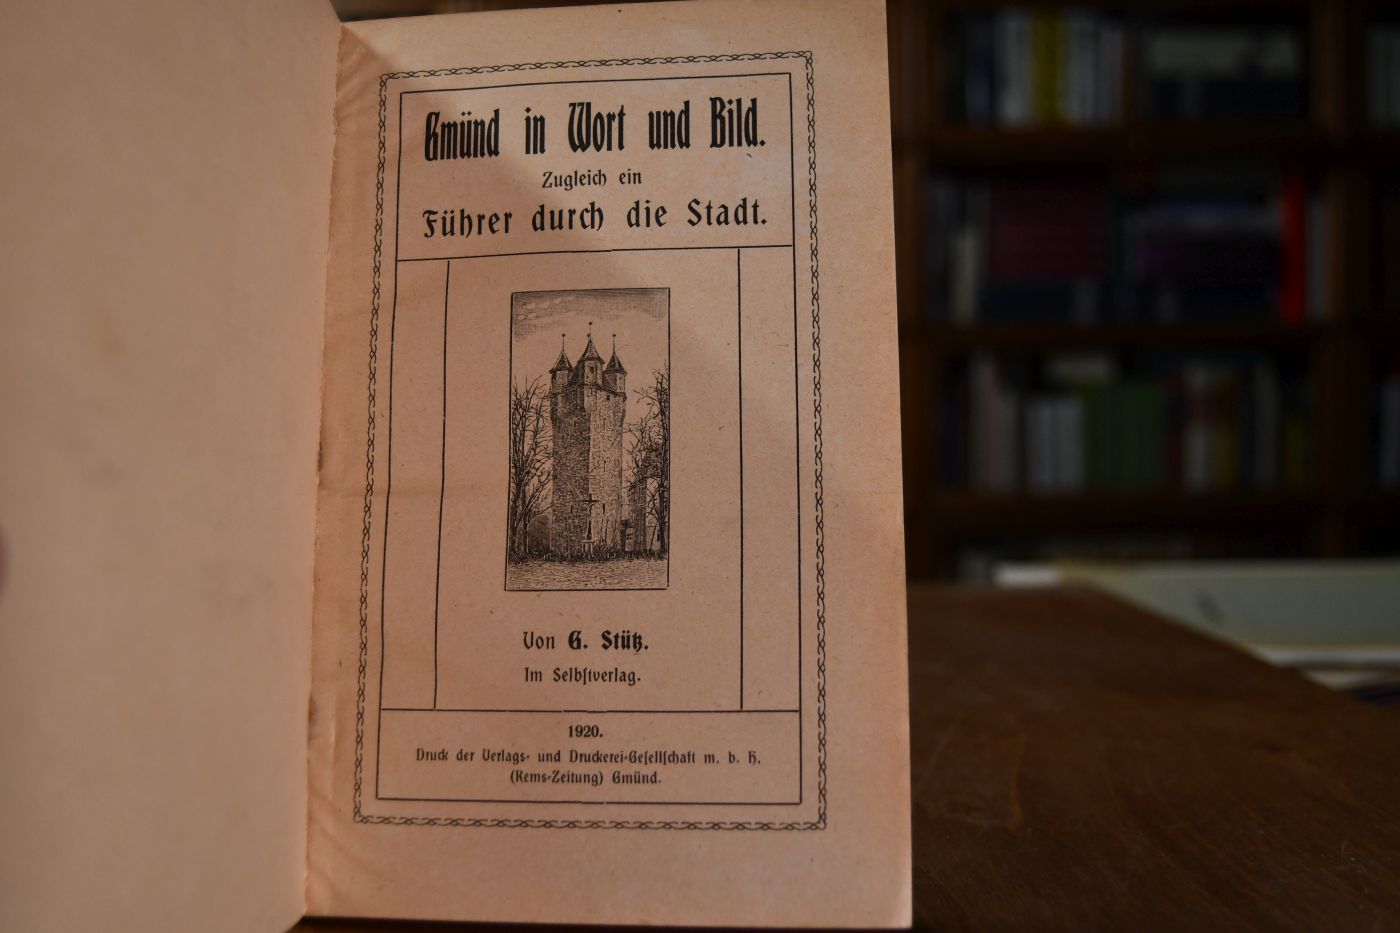 Gmünd in Wort und Bild.
Zugleich ein
Führer durch die Stadt.
Von G. Stütz.
Im Selbſtverlag.
1920.
Druck der Verlags- und Druckerei-Geſellſchaft m. b. H.
(Rems-Zeitung) Gmünd.